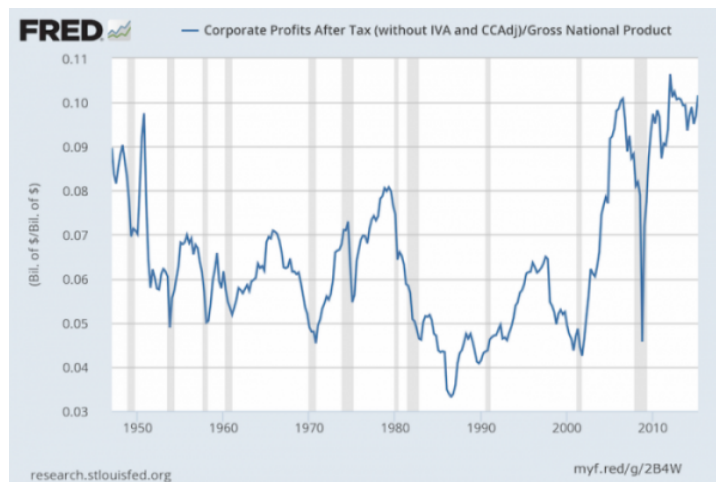 FRED
Corporate Profits After Tax (without IVA and CCAdj)/Gross National Product
0.11
0.10
0.09
0.08
0.07
0.06
0.05
0.04
0.03
(Bil. of $/Bil. of $)
1950 1960 1970 1980 1990 2000 2010
research.stlouisfed.org
myf.red/g/2B4W